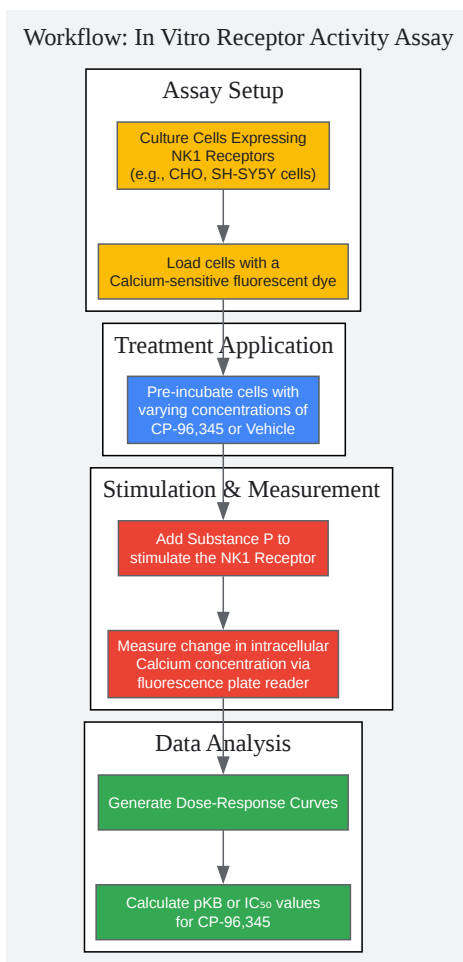 Workflow: In Vitro Receptor Activity Assay
Assay Setup
Culture Cells Expressing
NK1 Receptors
(e.g., CHO, SH-SY5Y cells)
Load cells with a
Calcium-sensitive fluorescent dye
Treatment Application
Pre-incubate cells with
varying concentrations of
CP-96,345 or Vehicle
Stimulation & Measurement
Add Substance P to
stimulate the NK1 Receptor
Measure change in intracellular
Calcium concentration via
fluorescence plate reader
Data Analysis
Generate Dose-Response Curves
Calculate pKB or IC₅₀ values
for CP-96,345